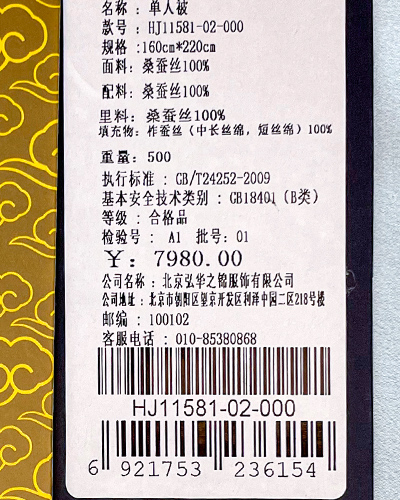 名称：单人被
款号：HJ11581-02-000
规格:160cm*220cm
面料：桑蚕丝100%
配料：桑蚕丝100%
里料：桑蚕丝100%
填充物：柞蚕丝（中长丝绵，短丝绵）100%
重量：500
执行标准：GB/T24252-2009
基本安全技术类别：GB18401（B类）
等级：合格品
检验号： A1 批号：01
￥：7980.00
公司名称：北京弘华之锦服饰有限公司
公司地址：北京市朝阳区望京开发区利泽中园二区218号楼
邮编：100102
客服电话：010-85380868
HJ11581-02-000
6 921753 236154